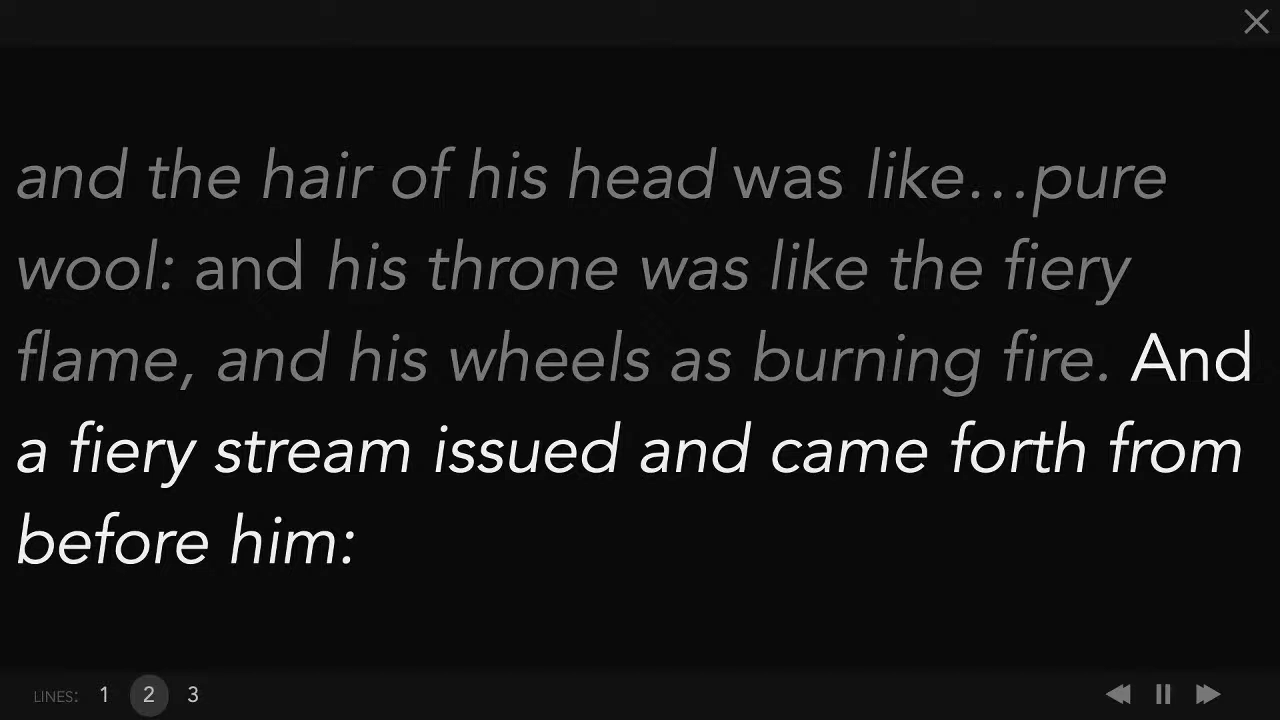 and the hair of his head was like…pure
wool: and his throne was like the fiery
flame, and his wheels as burning fire. And
a fiery stream issued and came forth from
before him:
LINES: 1 2 3